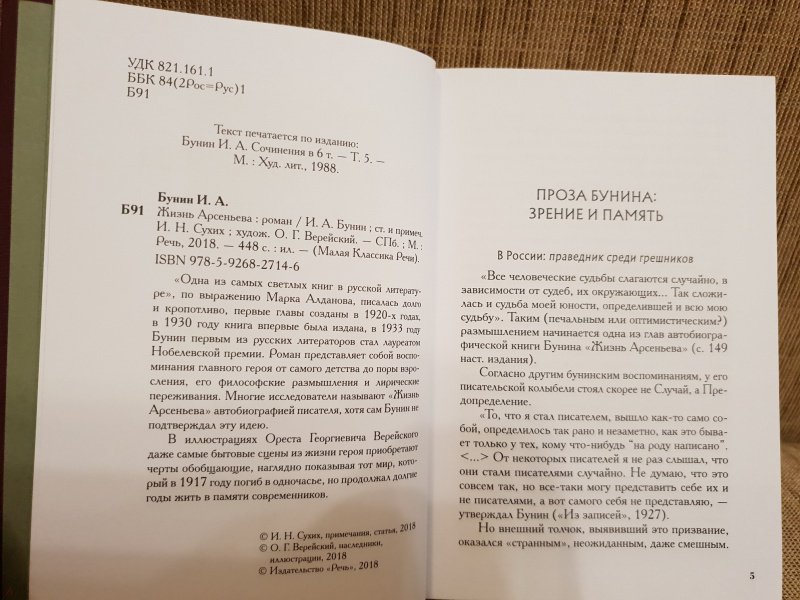 УДК 821.161.1
ББК 84(2Рос=Рус)1
Б91
Текст печатается по изданию:
Бунин И. А. Сочинения в 6 т. — Т. 5. —
М. : Худ. лит., 1988.
Бунин И. А.
Б91 Жизнь Арсеньева : роман / И. А. Бунин ; ст. и примеч.
И. Н. Сухих ; худож. О. Г. Верейский. — СПб. ; М. :
Речь, 2018. — 448 с. : ил. — (Малая Классика Речи).
ISBN 978-5-9268-2714-6
«Одна из самых светлых книг в русской литерату-
ре», по выражению Марка Алданова, писалась долго
и кропотливо, первые главы созданы в 1920-х годах,
в 1930 году книга впервые была издана, в 1933 году
Бунин первым из русских литераторов стал лауреатом
Нобелевской премии. Роман представляет собой воспо-
минания главного героя от самого детства до поры взро-
сления, его философские размышления и лирические
переживания. Многие исследователи называют «Жизнь
Арсеньева» автобиографией писателя, хотя сам Бунин не
подтверждал эту идею.
В иллюстрациях Ореста Георгиевича Верейского
даже самые бытовые сцены из жизни героя приобретают
черты обобщающие, наглядно показывая тот мир, кото-
рый в 1917 году погиб в одночасье, но продолжал долгие
годы жить в памяти современников.
© И. Н. Сухих, примечания, статья, 2018
© О. Г. Верейский, наследники,
иллюстрации, 2018
© Издательство «Речь», 2018
ПРОЗА БУНИНА:
ЗРЕНИЕ И ПАМЯТЬ
В России: праведник среди грешников
«Все человеческие судьбы слагаются случайно, в
зависимости от судеб, их окружающих... Так сложи-
лась и судьба моей юности, определившей и всю мою
судьбу». Таким (печальным или оптимистическим?)
размышлением начинается одна из глав автобиогра-
фической книги Бунина «Жизнь Арсеньева» (с. 149
наст. издания).
Согласно другим бунинским воспоминаниям, у его
писательской колыбели стоял скорее не Случай, а Пре-
допределение.
«То, что я стал писателем, вышло как-то само со-
бой, определилось так рано и незаметно, как это быва-
ет только у тех, кому что-нибудь "на роду написано".
<...> От некоторых писателей я не раз слышал, что
они стали писателями случайно. Не думаю, что это
совсем так, но все-таки могу представить себе их и
не писателями, а вот самого себя не представляю, —
утверждал Бунин («Из записей», 1927).
Но внешний толчок, выявивший это призвание,
оказался «странным», неожиданным, даже смешным.
5